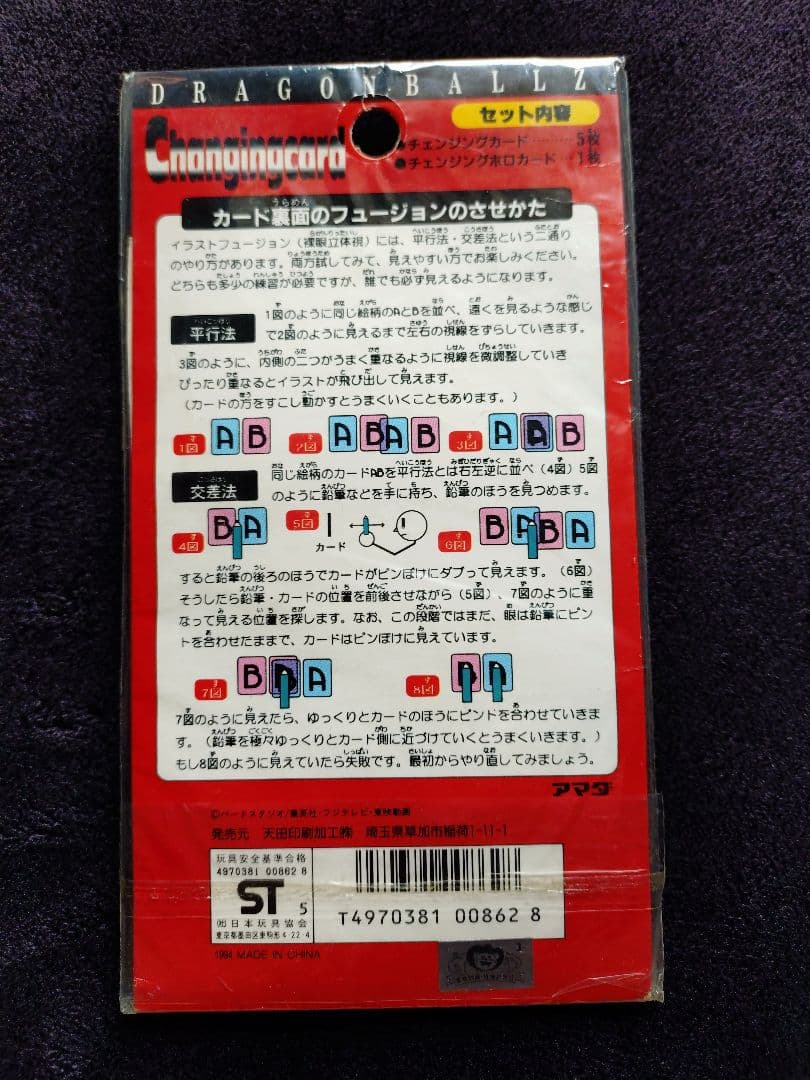 DRAGONBALLZ
Changingcard
セット内容
●チェンジングカード………5枚
●チェンジングホロカード…1枚
カード裏面のフュージョンのさせかた
イラストフュージョン(裸眼立体視)には、平行法・交差法という二通り
のやり方があります。両方試してみて、見えやすい方でお楽しみください。
どちらも多少の練習が必要ですが、誰でも必ず見えるようになります。
平行法
1図のように同じ絵柄のAとBを並べ、遠くを見るような感じ
で2図のように見えるまで左右の視線をずらしていきます。
3図のように、内側の二つがうまく重なるように視線を微調整していき
ぴったり重なるとイラストが飛び出して見えます。
(カードの方をすこし動かすとうまくいくこともあります。)
1図 A B 2図 A B A B 3図 A B
交差法
同じ絵柄のカードABを平行法とは右左逆に並べ(4図)5図
のように鉛筆などを手に持ち、鉛筆のほうを見つめます。
4図 B A 5図 カード 6図 B A B A
すると鉛筆の後ろのほうでカードがピンぼけにダブって見えます。(6図)
そうしたら鉛筆・カードの位置を前後させながら(5図)、7図のように重
なって見える位置を探します。なお、この段階ではまだ、眼は鉛筆にピン
トを合わせたままで、カードはピンぼけに見えています。
7図 B A 8図
7図のように見えたら、ゆっくりとカードのほうにピンドを合わせていきま
す。(鉛筆を極々ゆっくりとカード側に近づけていくとうまくいきます。)
もし8図のように見えていたら失敗です。最初からやり直してみましょう。
アマダ
©バードスタジオ/集英社・フジテレビ・東映動画
発売元 天田印刷加工㈱ 埼玉県草加市稲荷1-11-1
玩具安全基準合格
4970381 00862 8
ST 5
㈳日本玩具協会
東京都墨田区東駒形4-22-4
T4970381 00862 8
1994 MADE IN CHINA